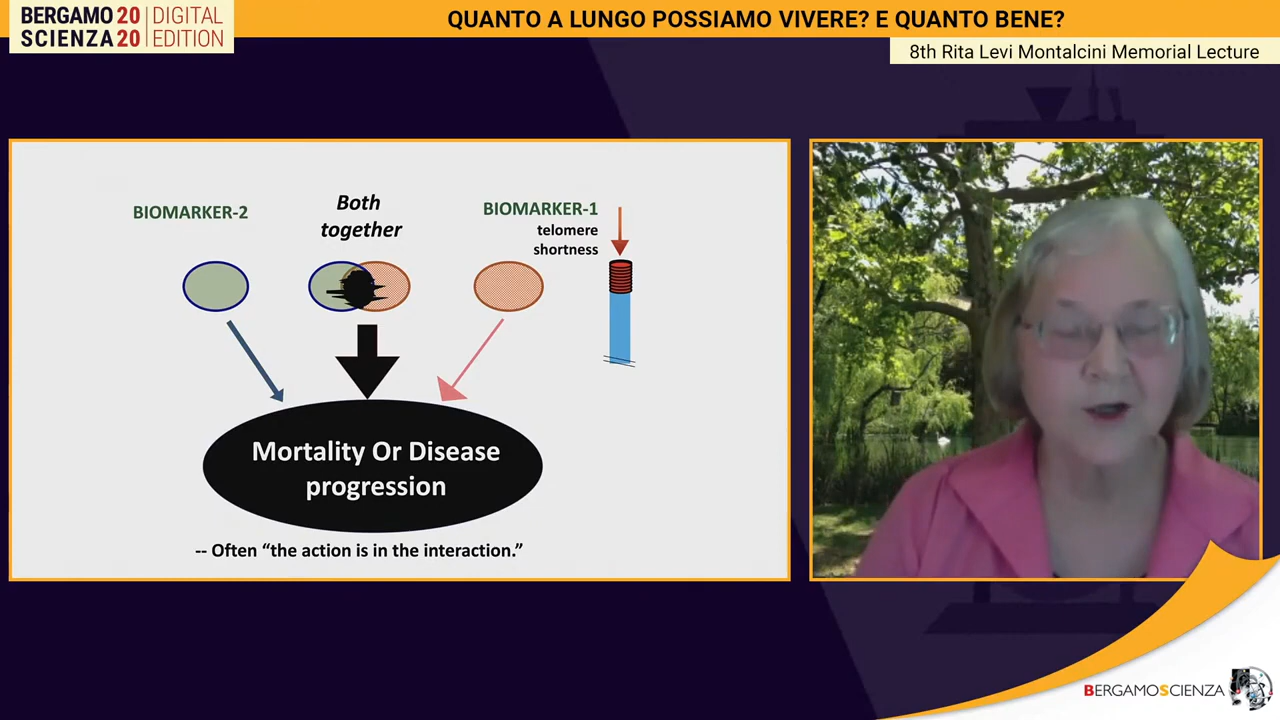 BERGAMO 20 DIGITAL
SCIENZA 20 EDITION
QUANTO A LUNGO POSSIAMO VIVERE? E QUANTO BENE?
8th Rita Levi Montalcini Memorial Lecture
BIOMARKER-2
Both
together
BIOMARKER-1
telomere
shortness
Mortality Or Disease
progression
-- Often “the action is in the interaction.”
BERGAMOSCIENZA